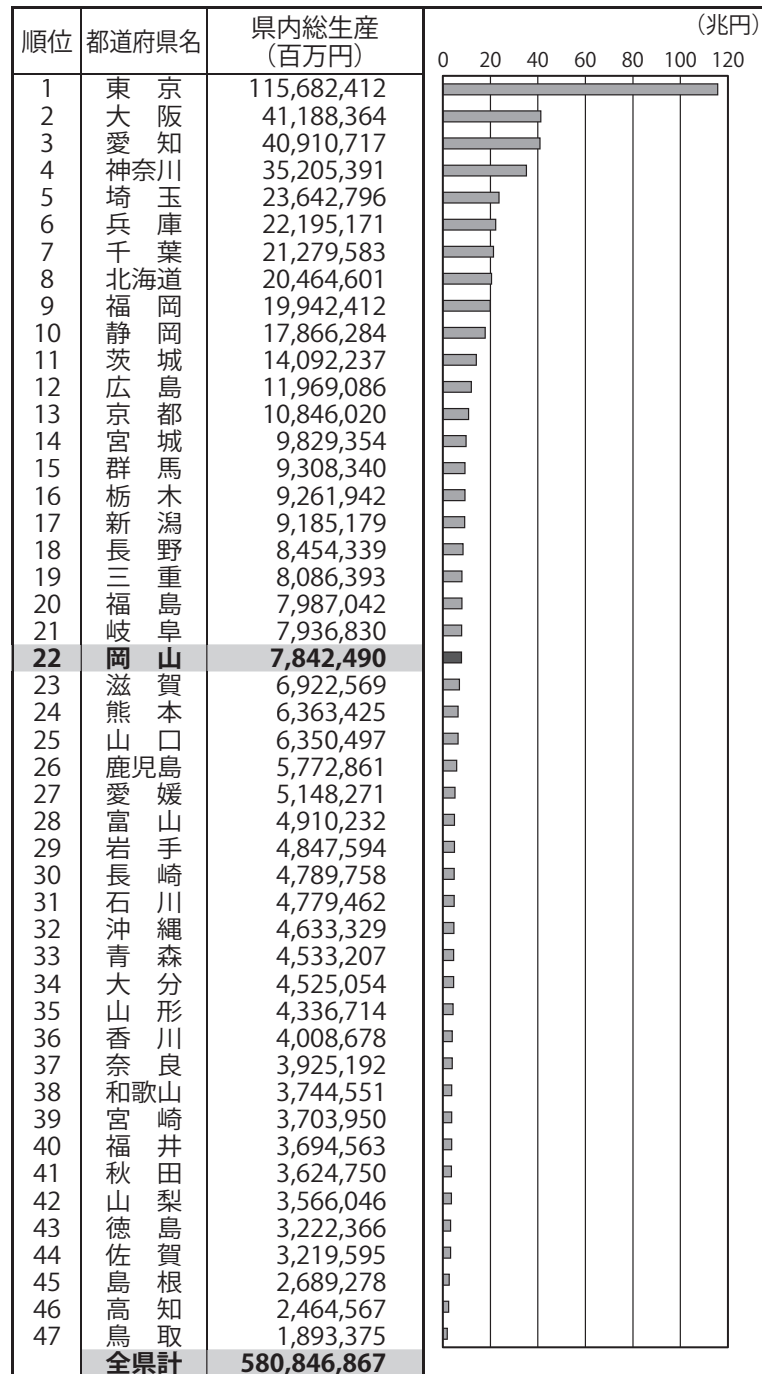 順位 都道府県名 県内総生産（百万円） （兆円）
0 20 40 60 80 100 120
1 東 京 115,682,412
2 大 阪 41,188,364
3 愛 知 40,910,717
4 神奈川 35,205,391
5 埼 玉 23,642,796
6 兵 庫 22,195,171
7 千 葉 21,279,583
8 北海道 20,464,601
9 福 岡 19,942,412
10 静 岡 17,866,284
11 茨 城 14,092,237
12 広 島 11,969,086
13 京 都 10,846,020
14 宮 城 9,829,354
15 群 馬 9,308,340
16 栃 木 9,261,942
17 新 潟 9,185,179
18 長 野 8,454,339
19 三 重 8,086,393
20 福 島 7,987,042
21 岐 阜 7,936,830
22 岡 山 7,842,490
23 滋 賀 6,922,569
24 熊 本 6,363,425
25 山 口 6,350,497
26 鹿児島 5,772,861
27 愛 媛 5,148,271
28 富 山 4,910,232
29 岩 手 4,847,594
30 長 崎 4,789,758
31 石 川 4,779,462
32 沖 縄 4,633,329
33 青 森 4,533,207
34 大 分 4,525,054
35 山 形 4,336,714
36 香 川 4,008,678
37 奈 良 3,925,192
38 和歌山 3,744,551
39 宮 崎 3,703,950
40 福 井 3,694,563
41 秋 田 3,624,750
42 山 梨 3,566,046
43 徳 島 3,222,366
44 佐 賀 3,219,595
45 島 根 2,689,278
46 高 知 2,464,567
47 鳥 取 1,893,375
全県計 580,846,867